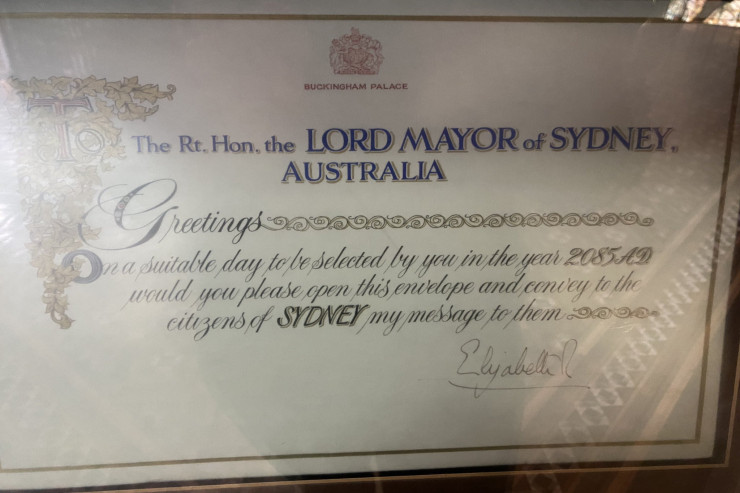 BUCKINGHAM PALACE
To The Rt. Hon. the LORD MAYOR of SYDNEY,
AUSTRALIA
Greetings
On a suitable day to be selected by you in the year 2085 AD
would you please open this envelope and convey to the
citizens of SYDNEY my message to them
Elizabeth R